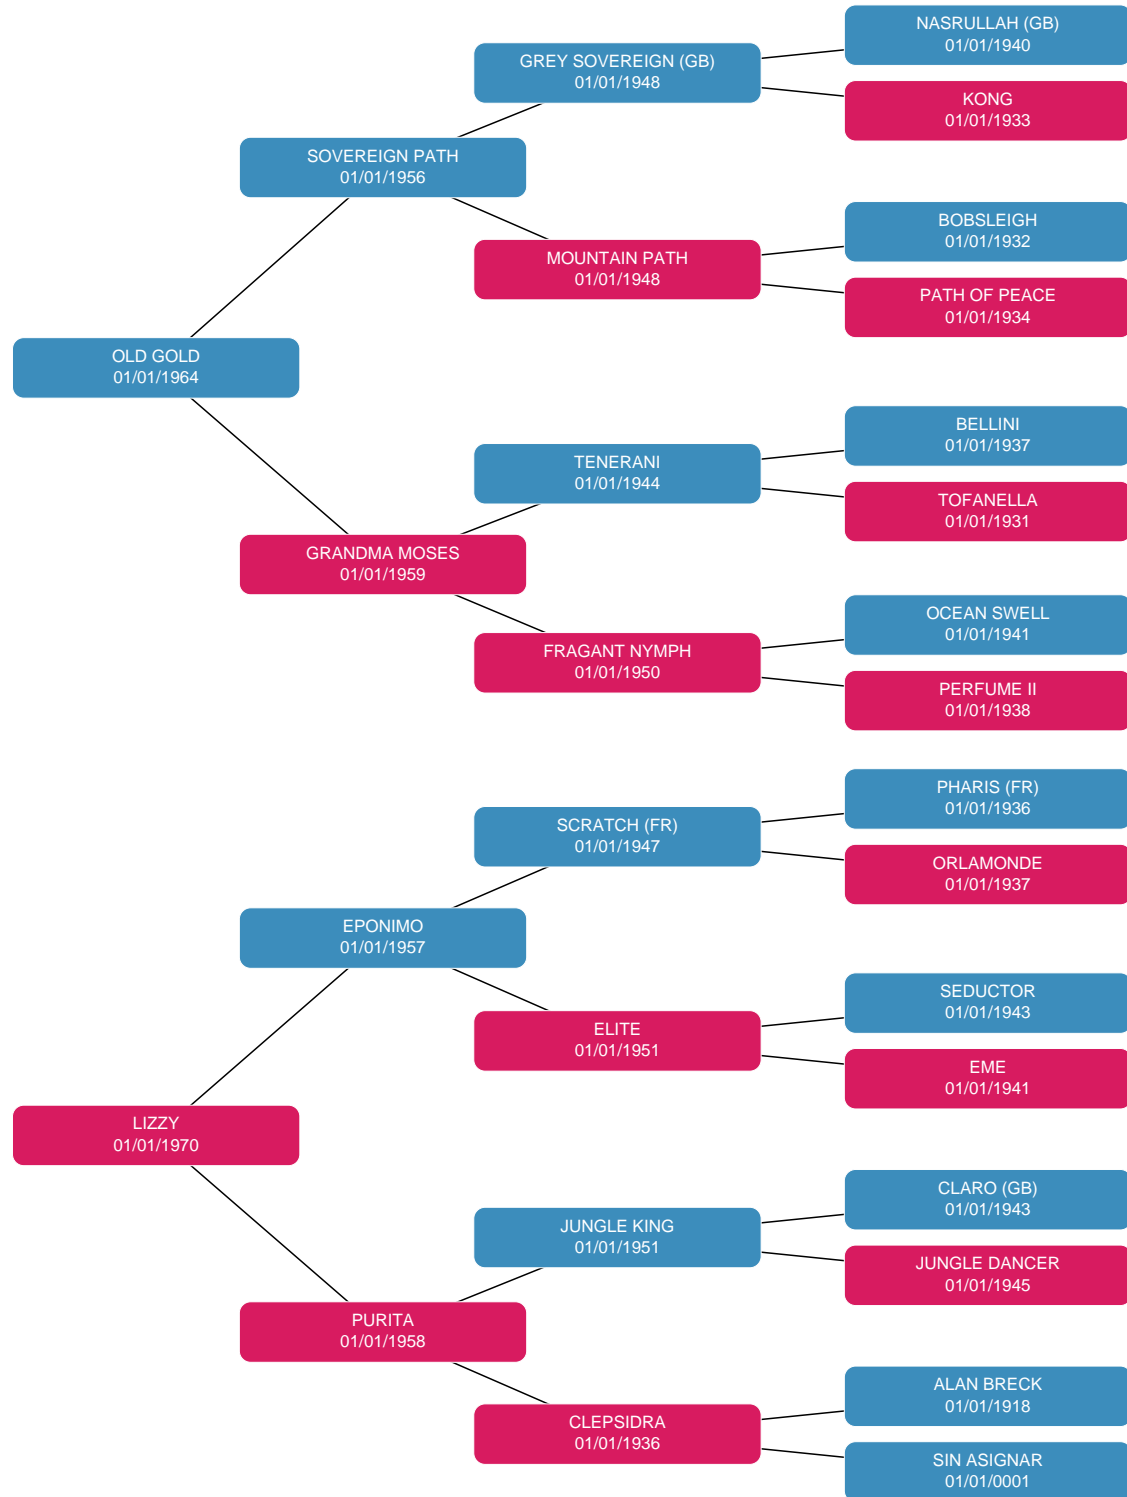 NASRULLAH (GB)
01/01/1940
GREY SOVEREIGN (GB)
01/01/1948
KONG
01/01/1933
SOVEREIGN PATH
01/01/1956
BOBSLEIGH
01/01/1932
MOUNTAIN PATH
01/01/1948
PATH OF PEACE
01/01/1934
OLD GOLD
01/01/1964
BELLINI
01/01/1937
TENERANI
01/01/1944
TOFANELLA
01/01/1931
GRANDMA MOSES
01/01/1959
OCEAN SWELL
01/01/1941
FRAGANT NYMPH
01/01/1950
PERFUME II
01/01/1938
PHARIS (FR)
01/01/1936
SCRATCH (FR)
01/01/1947
ORLAMONDE
01/01/1937
EPONIMO
01/01/1957
SEDUCTOR
01/01/1943
ELITE
01/01/1951
EME
01/01/1941
LIZZY
01/01/1970
CLARO (GB)
01/01/1943
JUNGLE KING
01/01/1951
JUNGLE DANCER
01/01/1945
PURITA
01/01/1958
ALAN BRECK
01/01/1918
CLEPSIDRA
01/01/1936
SIN ASIGNAR
01/01/0001